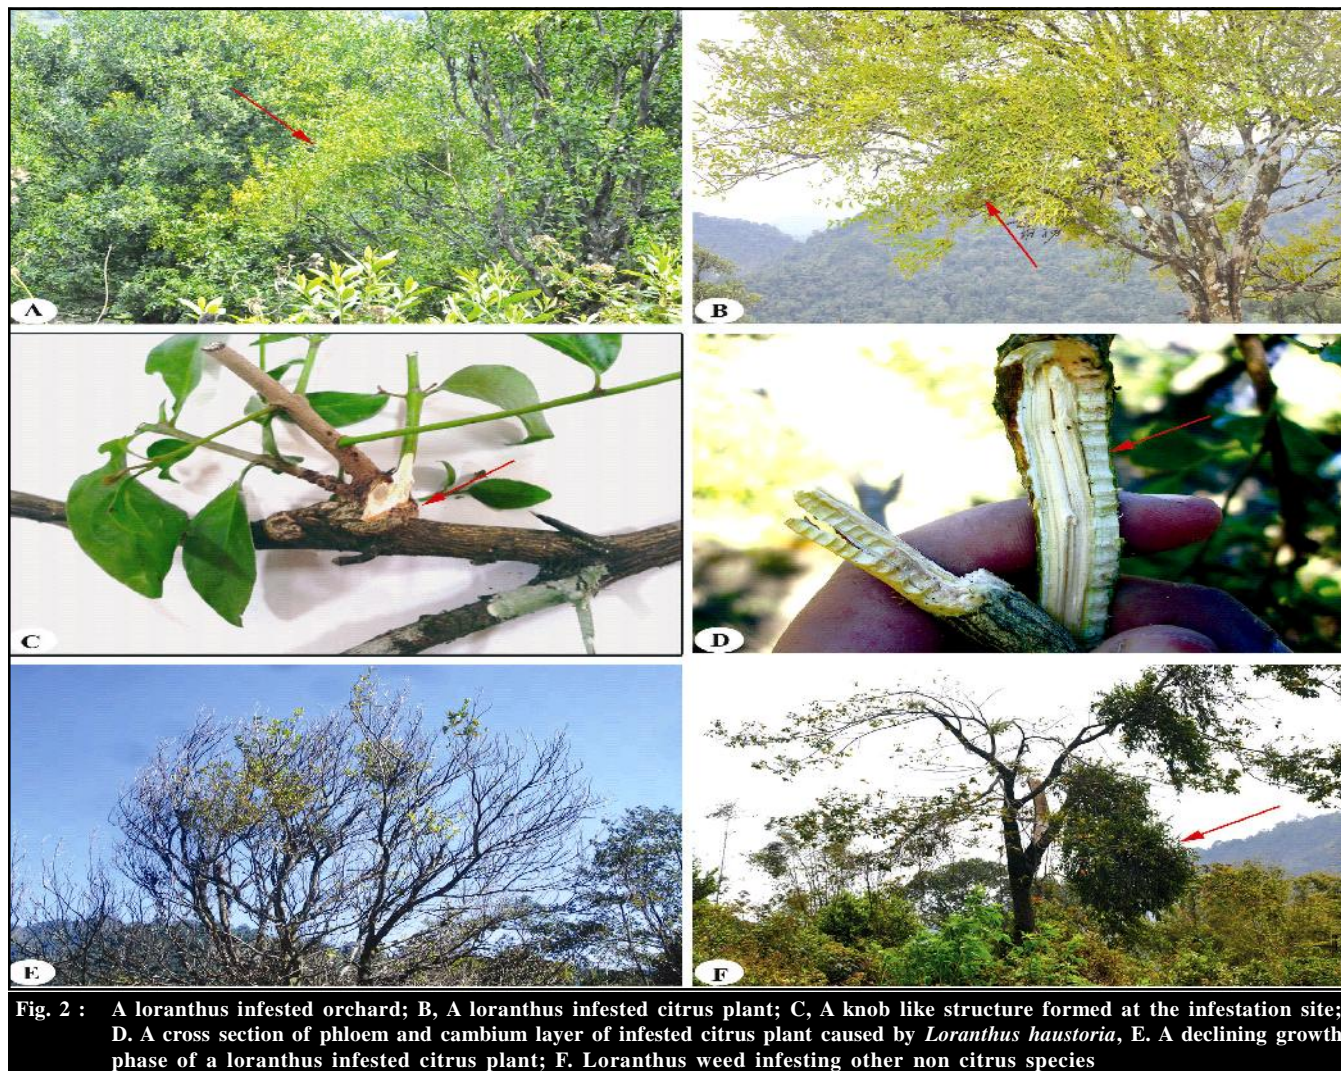 A
B
C
D
E
F
Fig. 2 : A loranthus infested orchard; B, A loranthus infested citrus plant; C, A knob like structure formed at the infestation site;
D. A cross section of phloem and cambium layer of infested citrus plant caused by Loranthus haustoria, E. A declining growth
phase of a loranthus infested citrus plant; F. Loranthus weed infesting other non citrus species